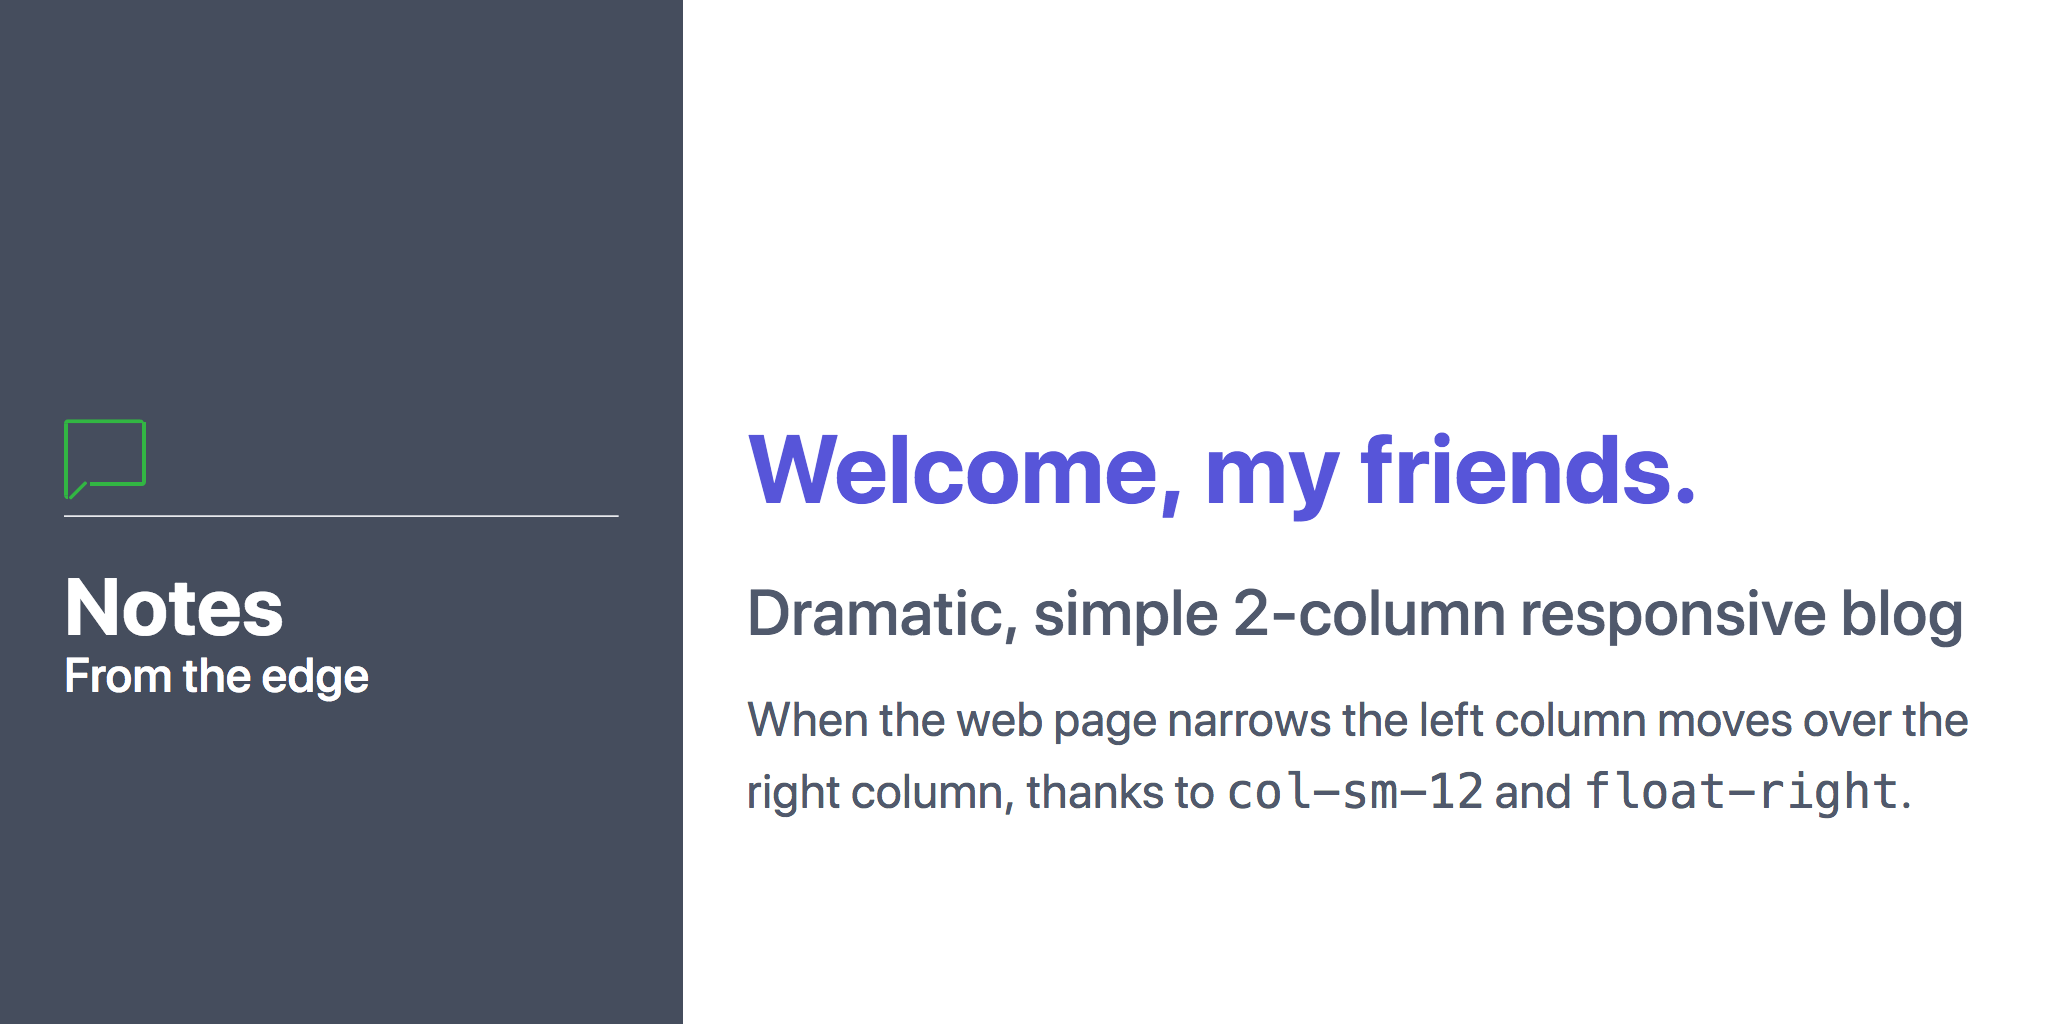 Notes
From the edge
Welcome, my friends.
Dramatic, simple 2-column responsive blog
When the web page narrows the left column moves over the
right column, thanks to col-sm-12 and float-right.